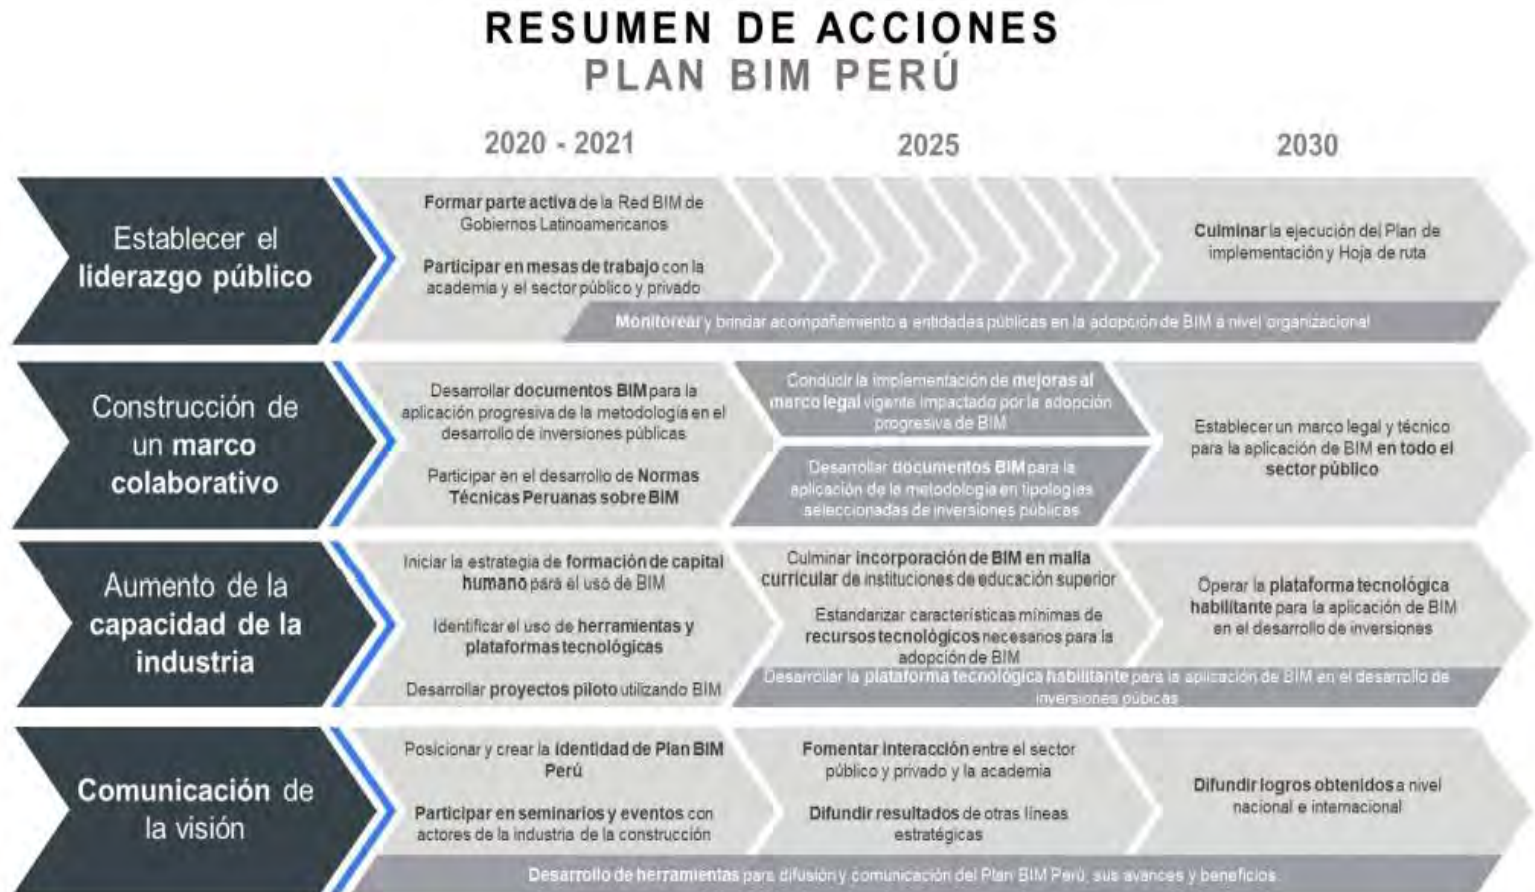 RESUMEN DE ACCIONES
PLAN BIM PERÚ
2020 - 2021
2025
2030
Establecer el
liderazgo público
Formar parte activa de la Red BIM de
Gobiernos Latinoamericanos
Participar en mesas de trabajo con la
academia y el sector público y privado
Culminar la ejecución del Plan de
implementación y Hoja de ruta
Monitorear y brindar acompañamiento a entidades públicas en la adopción de BIM a nivel organizacional
Construcción de
un marco
colaborativo
Desarrollar documentos BIM para la
aplicación progresiva de la metodología en el
desarrollo de inversiones públicas
Participar en el desarrollo de Normas
Técnicas Peruanas sobre BIM
Conducir la implementación de mejoras al
marco legal vigente impactado por la adopción
progresiva de BIM
Desarrollar documentos BIM para la
aplicación de la metodología en tipologías
seleccionadas de inversiones públicas
Establecer un marco legal y técnico
para la aplicación de BIM en todo el
sector público
Aumento de la
capacidad de la
industria
Iniciar la estrategia de formación de capital
humano para el uso de BIM
Identificar el uso de herramientas y
plataformas tecnológicas
Desarrollar proyectos piloto utilizando BIM
Culminar incorporación de BIM en malla
curricular de instituciones de educación superior
Estandarizar características mínimas de
recursos tecnológicos necesarios para la
adopción de BIM
Operar la plataforma tecnológica
habilitante para la aplicación de BIM
en el desarrollo de inversiones
Desarrollar la plataforma tecnológica habilitante para la aplicación de BIM en el desarrollo de
inversiones púbicas
Comunicación de
la visión
Posicionar y crear la identidad de Plan BIM
Perú
Participar en seminarios y eventos con
actores de la industria de la construcción
Fomentar interacción entre el sector
público y privado y la academia
Difundir resultados de otras líneas
estratégicas
Difundir logros obtenidos a nivel
nacional e internacional
Desarrollo de herramientas para difusión y comunicación del Plan BIM Perú, sus avances y beneficios